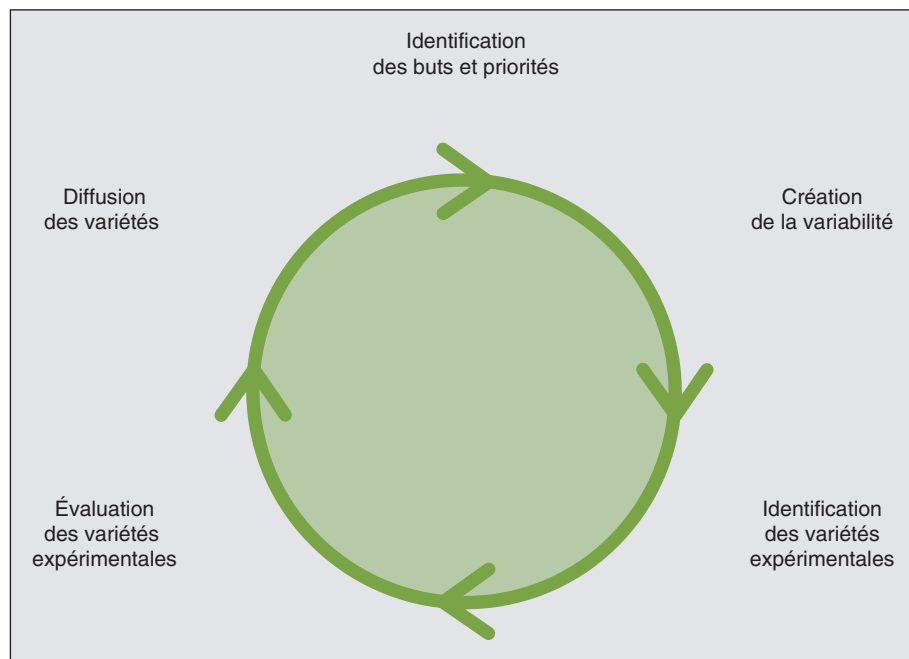 Identification
des buts et priorités
Création
de la variabilité
Identification
des variétés
expérimentales
Évaluation
des variétés
expérimentales
Diffusion
des variétés